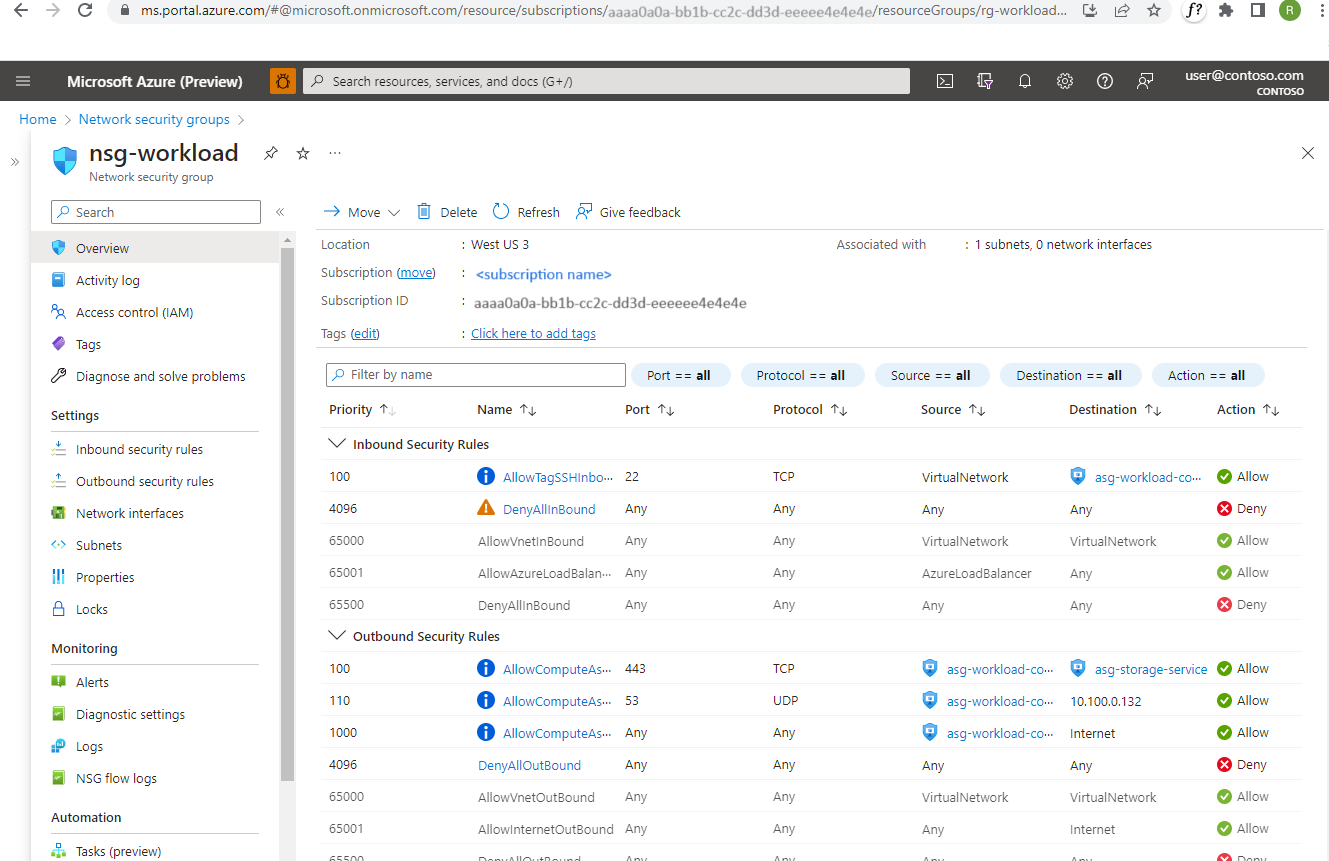 ms.portal.azure.com/#@microsoft.onmicrosoft.com/resource/subscriptions/aaaa0a0a-bb1b-cc2c-dd3d-eeeee4e4e4e/resourceGroups/rg-workload...
f?
R
Microsoft Azure (Preview)
Search resources, services, and docs (G+/)
user@contoso.com
CONTOSO
Home > Network security groups >
nsg-workload
Network security group
Search
Move Delete Refresh Give feedback
Overview
Activity log
Access control (IAM)
Tags
Diagnose and solve problems
Settings
Inbound security rules
Outbound security rules
Network interfaces
Subnets
Properties
Locks
Monitoring
Alerts
Diagnostic settings
Logs
NSG flow logs
Automation
Tasks (preview)
Location : West US 3
Associated with : 1 subnets, 0 network interfaces
Subscription (move) : <subscription name>
Subscription ID : aaaa0a0a-bb1b-cc2c-dd3d-eeeeee4e4e4e
Tags (edit) : Click here to add tags
Filter by name
Port == all Protocol == all Source == all Destination == all Action == all
Priority Name Port Protocol Source Destination Action
Inbound Security Rules
100 AllowTagSSHInbo... 22 TCP VirtualNetwork asg-workload-co... Allow
4096 DenyAllInBound Any Any Any Any Deny
65000 AllowVnetInBound Any Any VirtualNetwork VirtualNetwork Allow
65001 AllowAzureLoadBalan... Any Any AzureLoadBalancer Any Allow
65500 DenyAllInBound Any Any Any Any Deny
Outbound Security Rules
100 AllowComputeAs... 443 TCP asg-workload-co... asg-storage-service Allow
110 AllowComputeAs... 53 UDP asg-workload-co... 10.100.0.132 Allow
1000 AllowComputeAs... Any Any asg-workload-co... Internet Allow
4096 DenyAllOutBound Any Any Any Any Deny
65000 AllowVnetOutBound Any Any VirtualNetwork VirtualNetwork Allow
65001 AllowInternetOutBound Any Any Any Internet Allow
65500 DenyAllOutBound Any Any Any Any Deny